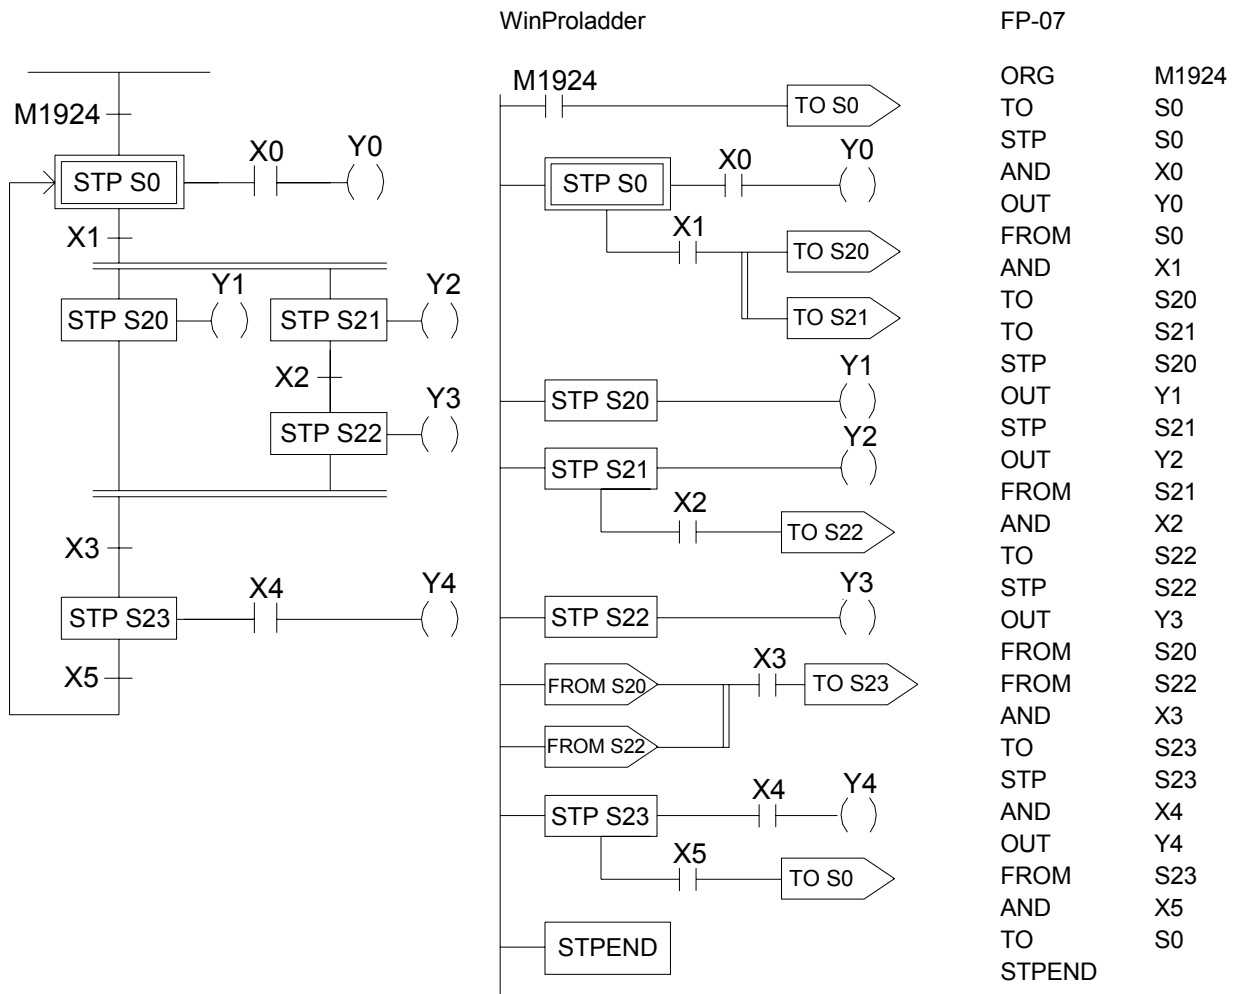 WinProladder
FP-07
M1924
STP S0
X0
Y0
X1
STP S20
Y1
STP S21
Y2
X2
STP S22
Y3
X3
STP S23
X4
Y4
X5
M1924
TO S0
STP S0
X0
Y0
X1
TO S20
TO S21
STP S20
Y1
STP S21
Y2
X2
TO S22
STP S22
Y3
FROM S20
X3
TO S23
FROM S22
STP S23
X4
Y4
X5
TO S0
STPEND
ORG M1924
TO S0
STP S0
AND X0
OUT Y0
FROM S0
AND X1
TO S20
TO S21
STP S20
OUT Y1
STP S21
OUT Y2
FROM S21
AND X2
TO S22
STP S22
OUT Y3
FROM S20
FROM S22
AND X3
TO S23
STP S23
AND X4
OUT Y4
FROM S23
AND X5
TO S0
STPEND